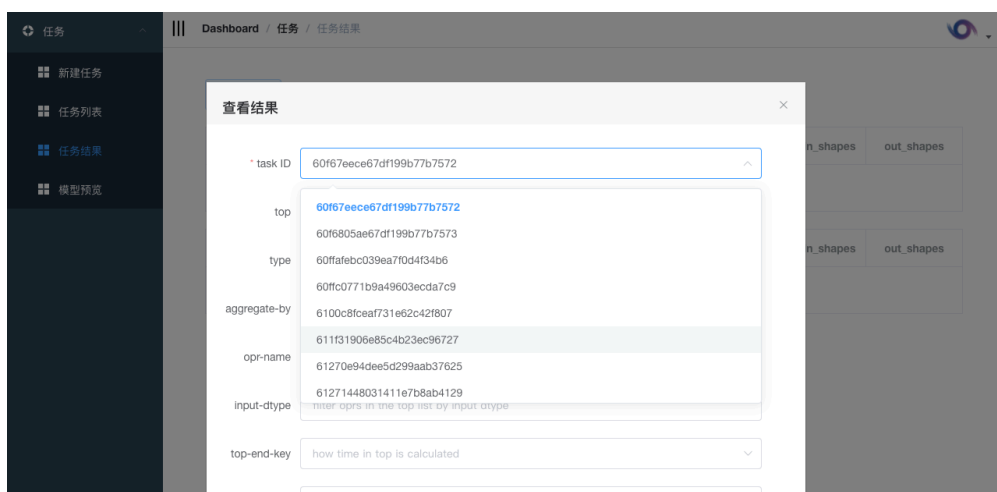 任务
Dashboard / 任务 / 任务结果
新建任务
任务列表
任务结果
模型预览
查看结果
* task ID 60f67eece67df199b77b7572
n_shapes out_shapes
top
60f67eece67df199b77b7572
60f6805ae67df199b77b7573
type
60ffafebc039ea7f0d4f34b6
n_shapes out_shapes
60ffc0771b9a49603ecda7c9
aggregate-by
6100c8fceaf731e62c42f807
611f31906e85c4b23ec96727
opr-name
61270e94dee5d299aab37625
61271448031411e7b8ab4129
input-dtype filter oprs in the top list by input dtype
top-end-key how time in top is calculated